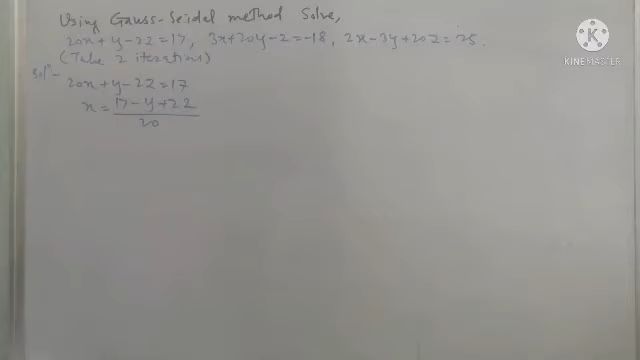 Using Gauss-Seidel method Solve,
20x + y - 2z = 17, 3x + 20y - z = -18, 2x - 3y + 20z = 25.
(Take 2 iterations)
Solⁿ-
20x + y - 2z = 17
x = 17 - y + 2z
20
K
KINEMASTER